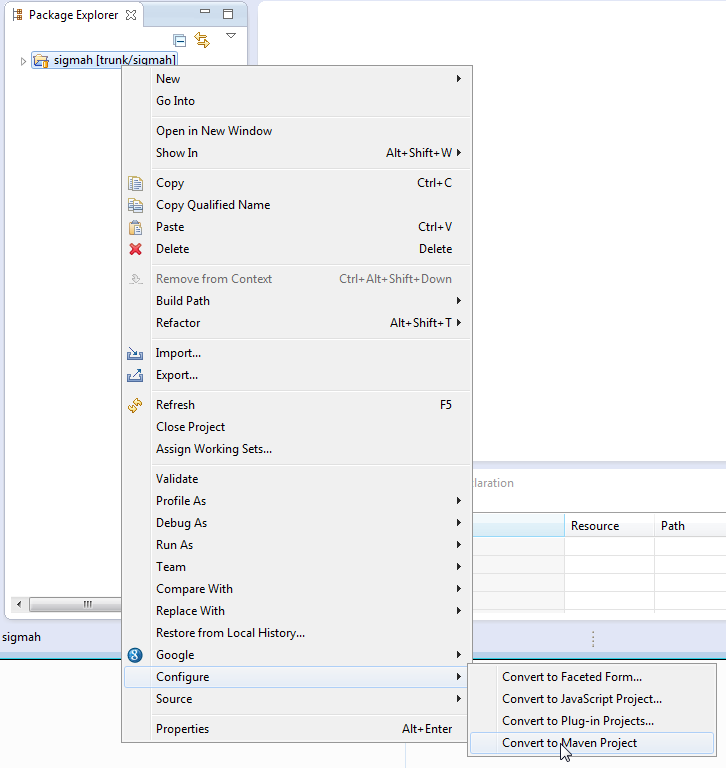 Package Explorer
sigmah [trunk/sigmah]
New
Go Into
Open in New Window
Show In Alt+Shift+W
Copy Ctrl+C
Copy Qualified Name
Paste Ctrl+V
Delete Delete
Remove from Context Ctrl+Alt+Shift+Down
Build Path
Refactor Alt+Shift+T
Import...
Export...
Refresh F5
Close Project
Assign Working Sets...
Validate
laration
Profile As
Debug As
Resource Path
Run As
Team
Compare With
Replace With
Restore from Local History...
sigmah
Google
Configure
Source
Properties Alt+Enter
Convert to Faceted Form...
Convert to JavaScript Project...
Convert to Plug-in Projects...
Convert to Maven Project